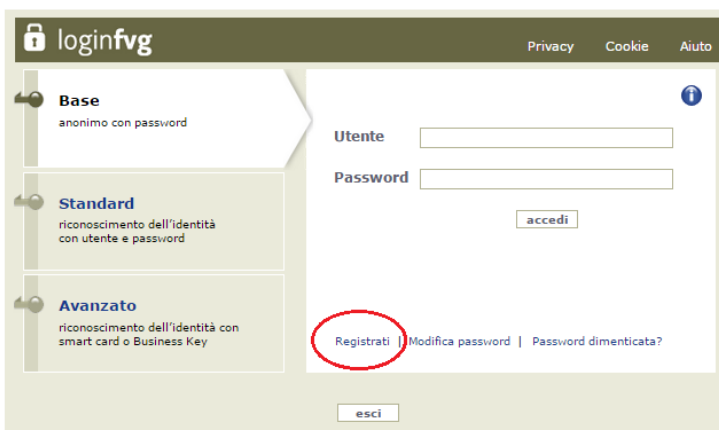 loginfvg
Privacy Cookie Aiuto
Base
anonimo con password
Standard
riconoscimento dell'identità
con utente e password
Avanzato
riconoscimento dell'identità con
smart card o Business Key
Utente
Password
accedi
Registrati | Modifica password | Password dimenticata?
esci